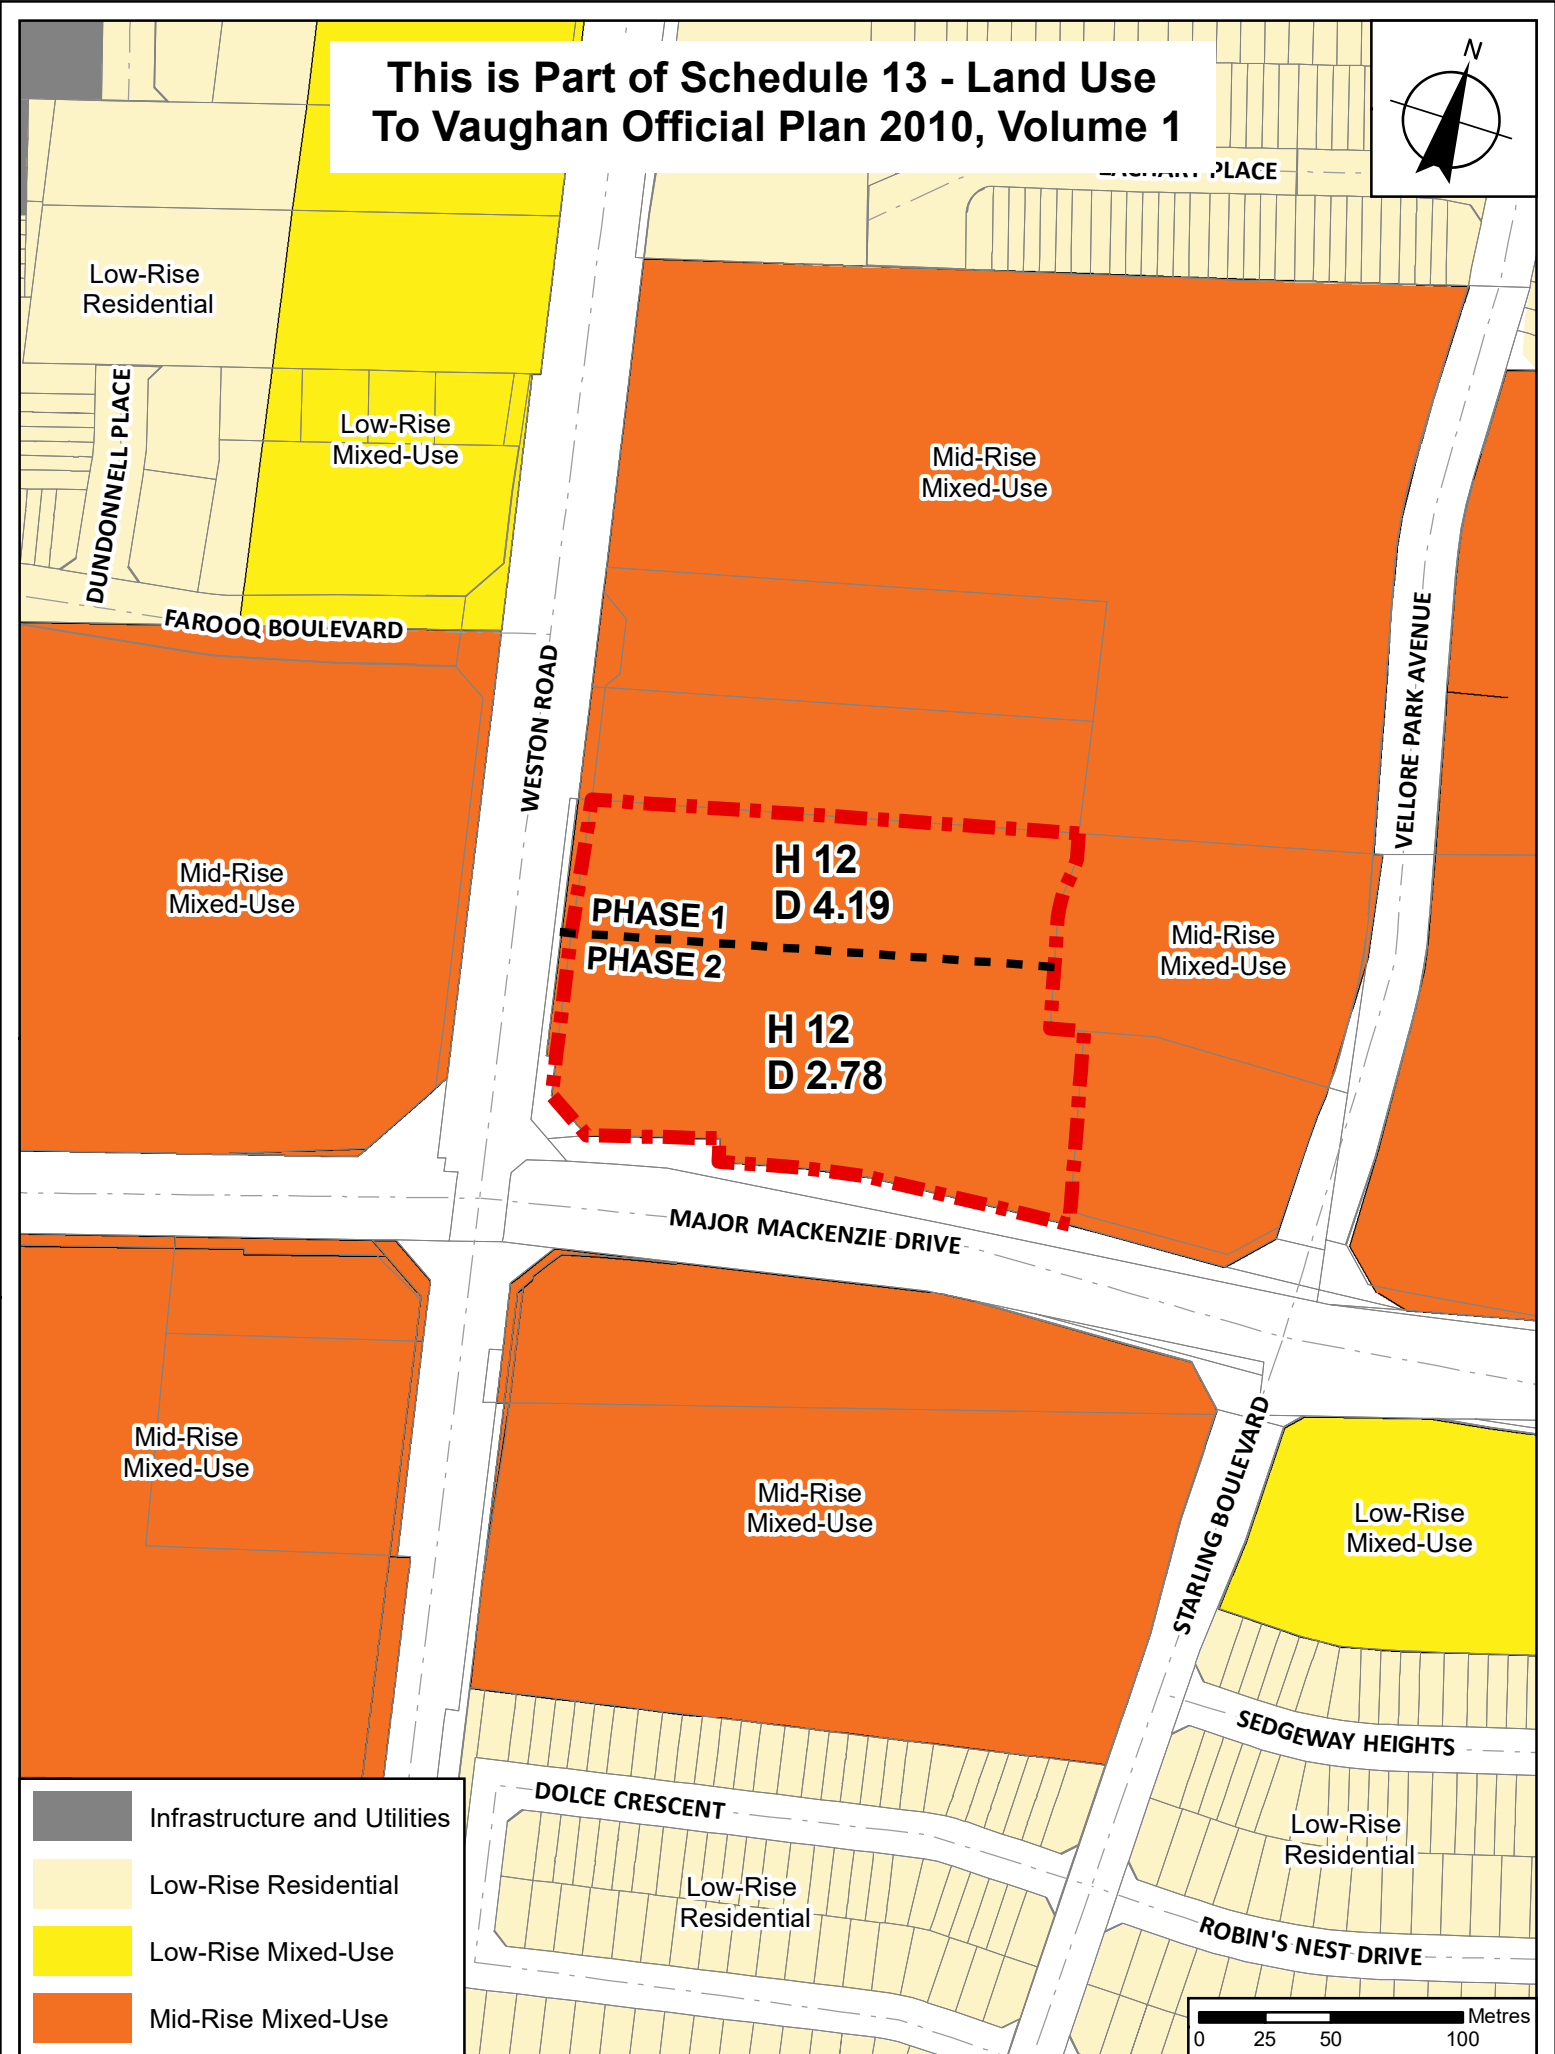 This is Part of Schedule 13 - Land Use
To Vaughan Official Plan 2010, Volume 1
N
PLACE
Low-Rise
Residential
DUNDONNELL PLACE
Low-Rise
Mixed-Use
Mid-Rise
Mixed-Use
FAROOQ BOULEVARD
WESTON ROAD
VELLORE PARK AVENUE
Mid-Rise
Mixed-Use
H 12
D 4.19
PHASE 1
PHASE 2
Mid-Rise
Mixed-Use
H 12
D 2.78
MAJOR MACKENZIE DRIVE
Mid-Rise
Mixed-Use
Mid-Rise
Mixed-Use
STARLING BOULEVARD
Low-Rise
Mixed-Use
SEDGEWAY HEIGHTS
DOLCE CRESCENT
Low-Rise
Residential
Low-Rise
Residential
ROBIN'S NEST DRIVE
Infrastructure and Utilities
Low-Rise Residential
Low-Rise Mixed-Use
Mid-Rise Mixed-Use
Metres
0 25 50 100